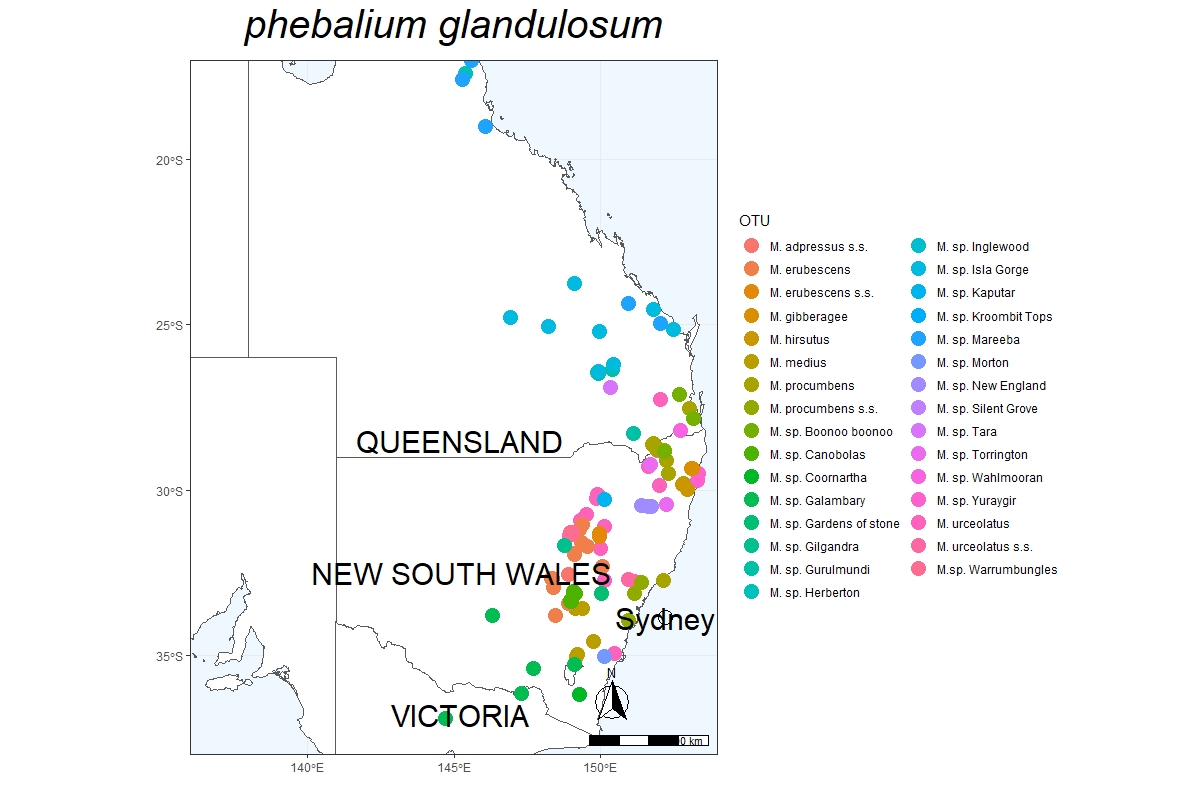 phebalium glandulosum
20°S
25°S
30°S
35°S
140°E
145°E
150°E
QUEENSLAND
NEW SOUTH WALES
Sydney
VICTORIA
N
0 km
OTU
M. adpressus s.s.
M. erubescens
M. erubescens s.s.
M. gibberagee
M. hirsutus
M. medius
M. procumbens
M. procumbens s.s.
M. sp. Boonoo boonoo
M. sp. Canobolas
M. sp. Coornartha
M. sp. Galambary
M. sp. Gardens of stone
M. sp. Gilgandra
M. sp. Gurulmundi
M. sp. Herberton
M. sp. Inglewood
M. sp. Isla Gorge
M. sp. Kaputar
M. sp. Kroombit Tops
M. sp. Mareeba
M. sp. Morton
M. sp. New England
M. sp. Silent Grove
M. sp. Tara
M. sp. Torrington
M. sp. Wahlmooran
M. sp. Yuraygir
M. urceolatus
M. urceolatus s.s.
M.sp. Warrumbungles